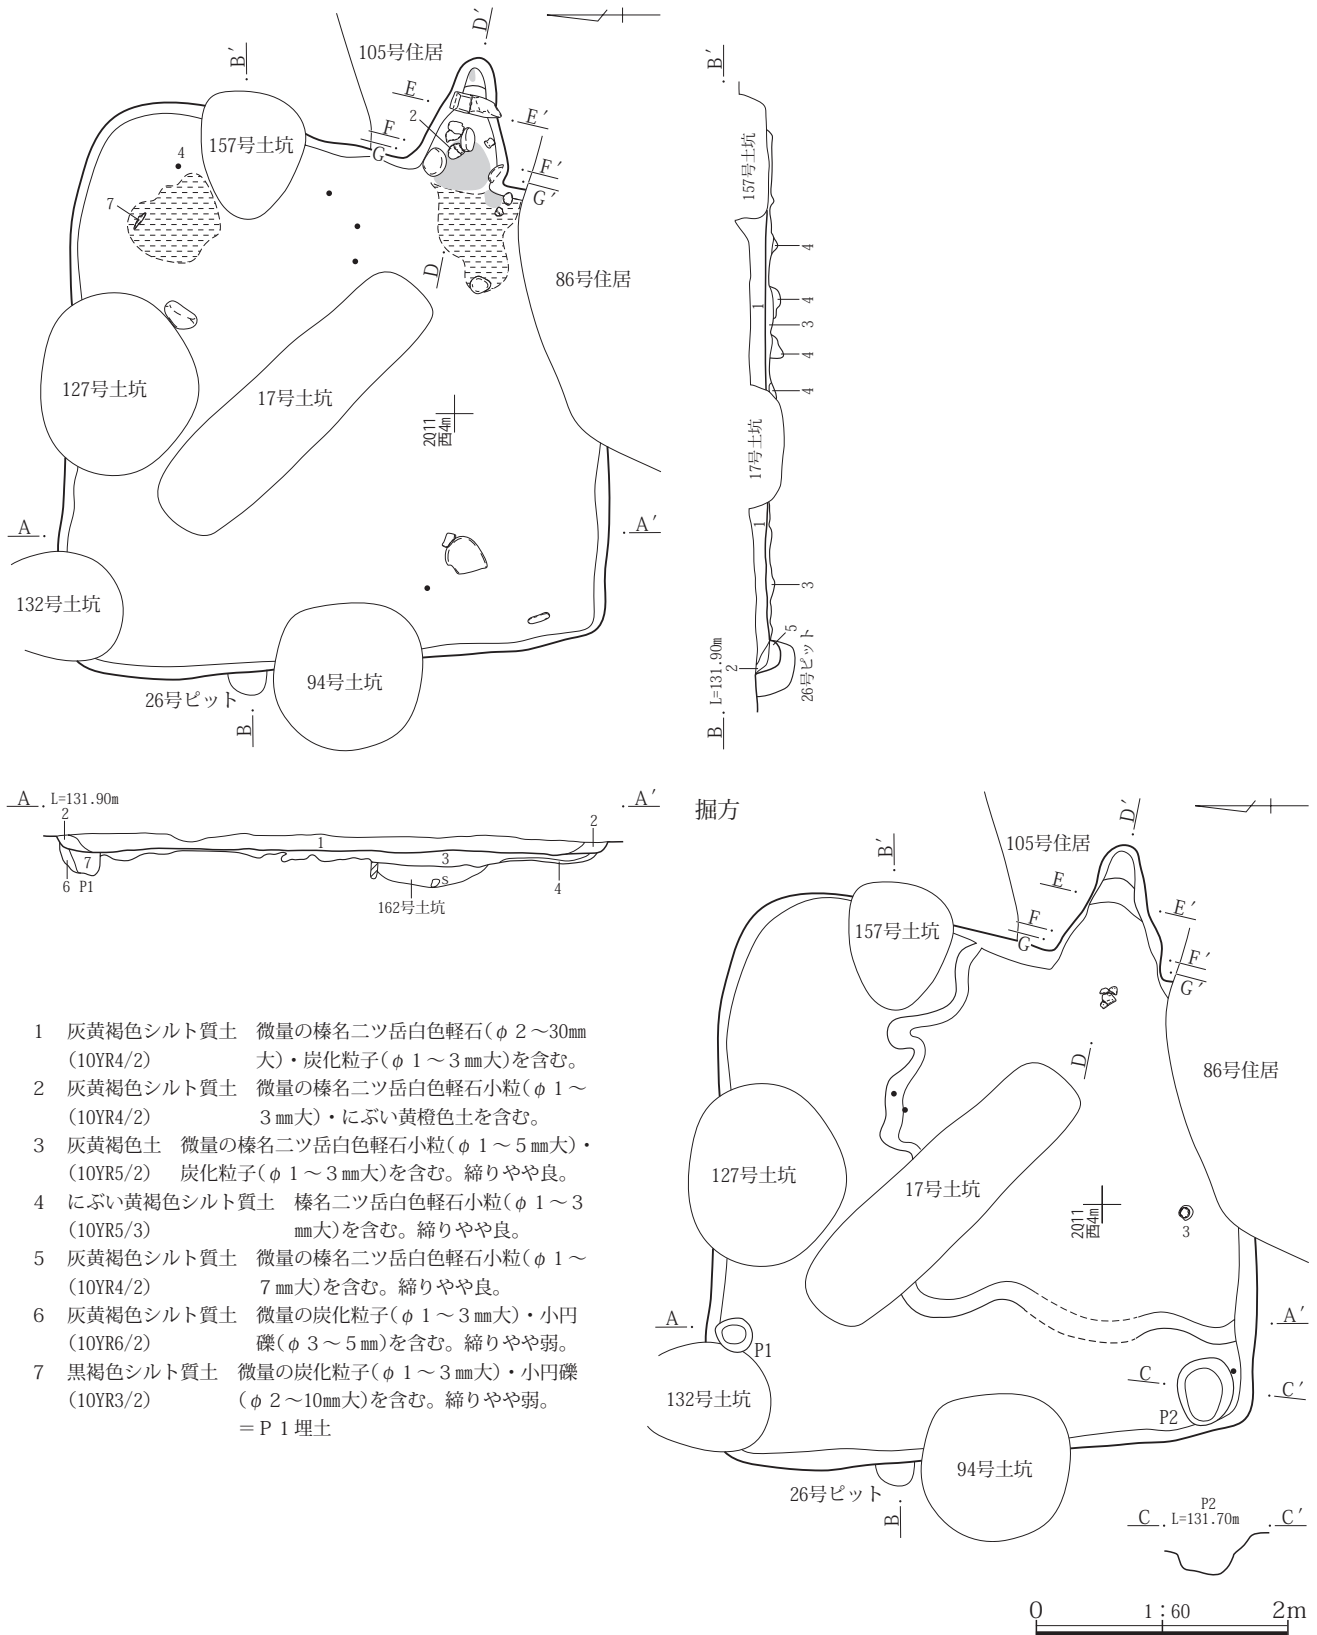 105号住居
D′
B′
E
2
E′
F
F′
G
G′
157号土坑
4
7
D
86号住居
127号土坑
17号土坑
2Q11
西4m
A
A′
132号土坑
94号土坑
26号ピット
B
B′
157号土坑
4
1
4
3
4
4
17号土坑
1
3
5
26号ピット
2
L=131.90m
B
A
L=131.90m
A′
2
1
2
7
3
6
P1
S
4
162号土坑
掘方
105号住居
D′
B′
E
E′
F
F′
G
G′
157号土坑
D
86号住居
127号土坑
17号土坑
2Q11
西4m
3
A
A′
P1
C
C′
132号土坑
P2
94号土坑
26号ピット
B
P2
C
L=131.70m
C′
0
1：60
2m
1 灰黄褐色シルト質土 微量の榛名二ツ岳白色軽石(φ２～30㎜
(10YR4/2) 大)・炭化粒子(φ１～３㎜大)を含む。
2 灰黄褐色シルト質土 微量の榛名二ツ岳白色軽石小粒(φ１～
(10YR4/2) ３㎜大)・にぶい黄橙色土を含む。
3 灰黄褐色土 微量の榛名二ツ岳白色軽石小粒(φ１～５㎜大)・
(10YR5/2) 炭化粒子(φ１～３㎜大)を含む。締りやや良。
4 にぶい黄褐色シルト質土 榛名二ツ岳白色軽石小粒(φ１～３
(10YR5/3) ㎜大)を含む。締りやや良。
5 灰黄褐色シルト質土 微量の榛名二ツ岳白色軽石小粒(φ１～
(10YR4/2) ７㎜大)を含む。締りやや良。
6 灰黄褐色シルト質土 微量の炭化粒子(φ１～３㎜大)・小円
(10YR6/2) 礫(φ３～５㎜)を含む。締りやや弱。
7 黒褐色シルト質土 微量の炭化粒子(φ１～３㎜大)・小円礫
(10YR3/2) (φ２～10㎜大)を含む。締りやや弱。
＝Ｐ１埋土